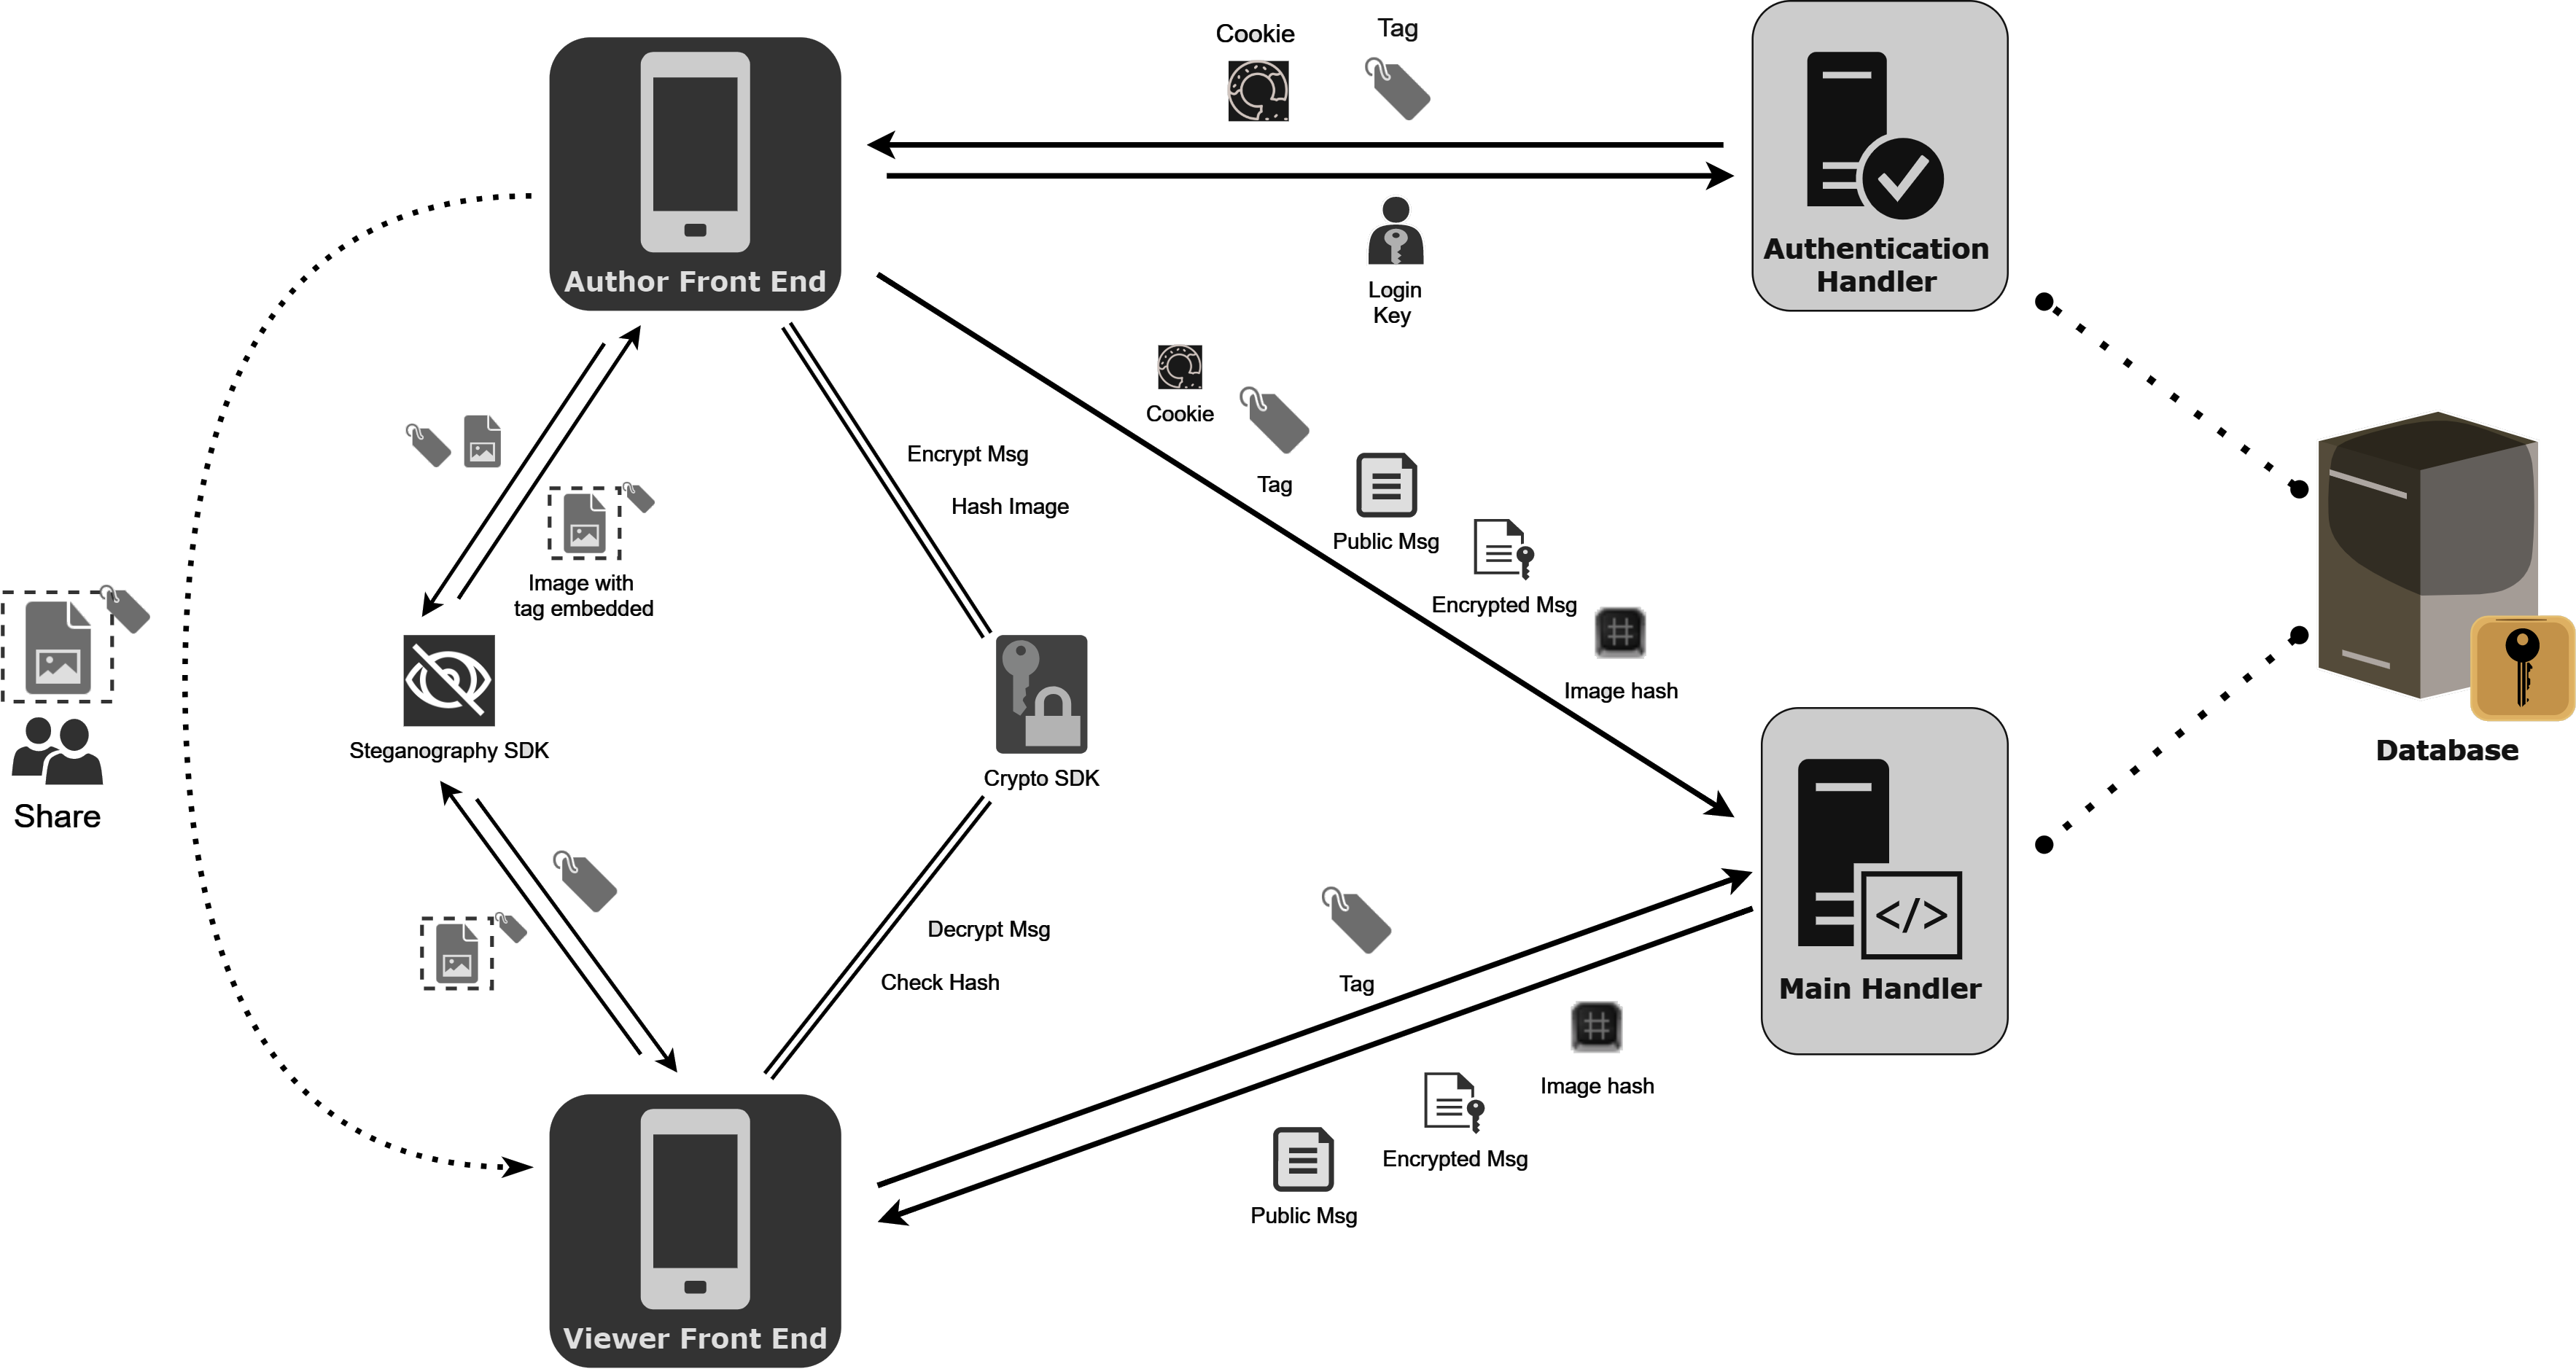 Cookie
Tag
Author Front End
Authentication
Handler
Login
Key
Cookie
Tag
Encrypt Msg
Hash Image
Public Msg
Encrypted Msg
Image hash
Image with
tag embedded
Share
Steganography SDK
Crypto SDK
Database
</>
Main Handler
Decrypt Msg
Check Hash
Tag
Image hash
Encrypted Msg
Public Msg
Viewer Front End